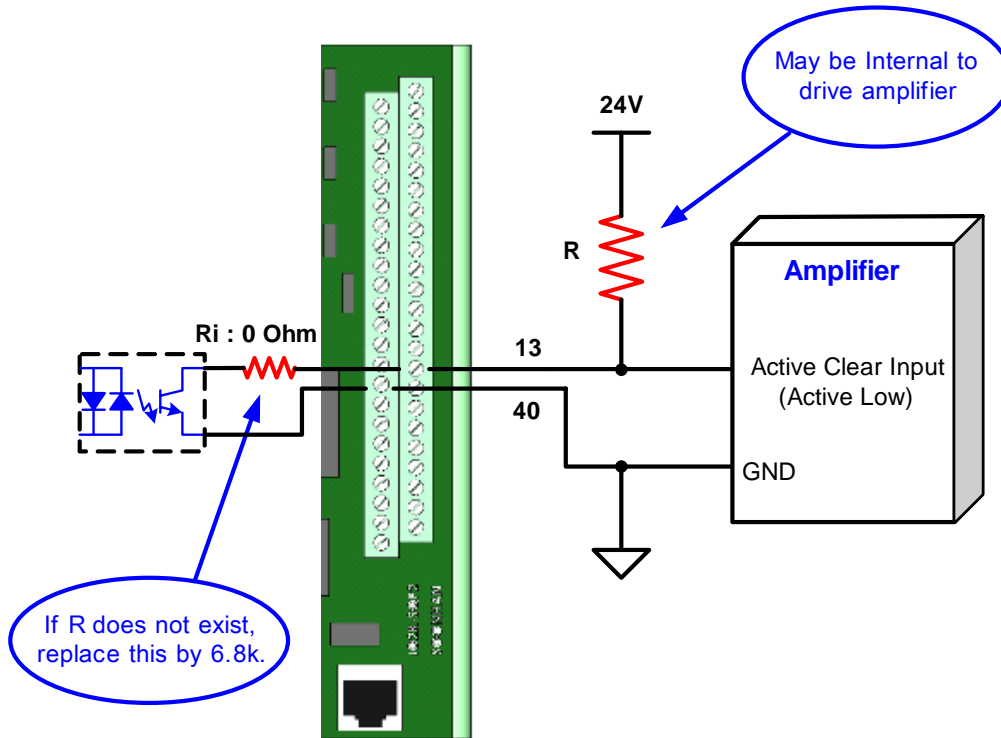 May be Internal to
drive amplifier
24V
R
Amplifier
Ri : 0 Ohm
13
Active Clear Input
(Active Low)
40
GND
If R does not exist,
replace this by 6.8k.